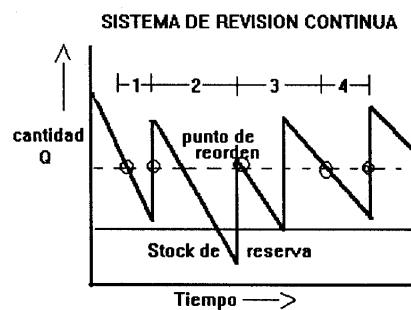 SISTEMA DE REVISION CONTINUA
1 2 3 4
cantidad
Q
punto de
reorden
Stock de reserva
Tiempo